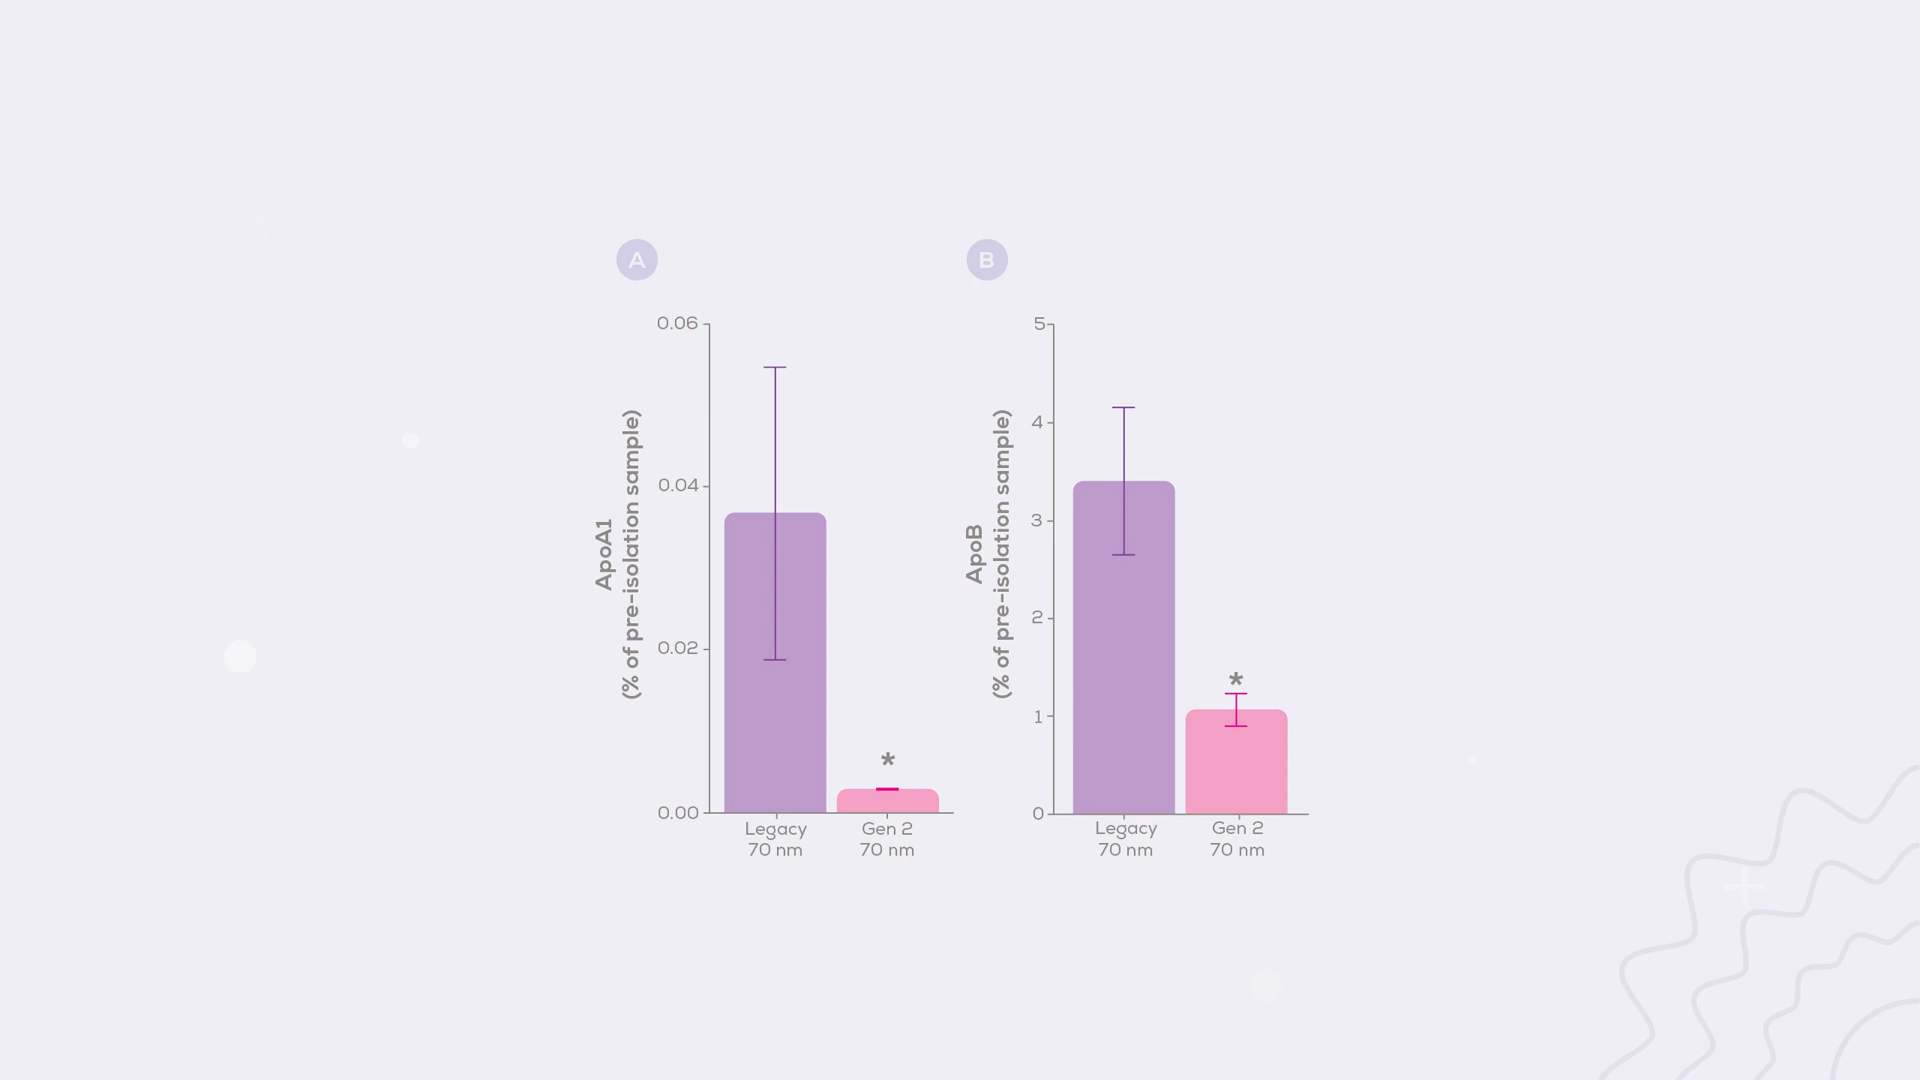 A
0.06
0.04
0.02
0.00
ApoA1
(% of pre-isolation sample)
*
Legacy
70 nm
Gen 2
70 nm
B
5
4
3
2
1
0
ApoB
(% of pre-isolation sample)
*
Legacy
70 nm
Gen 2
70 nm